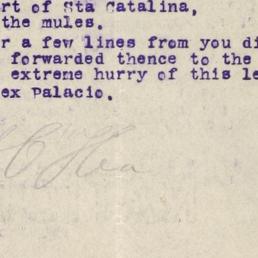 rt of Sta Catalina,
the mules.
r a few lines from you di
forwarded thence to the
extreme hurry of this le
ex Palacio.